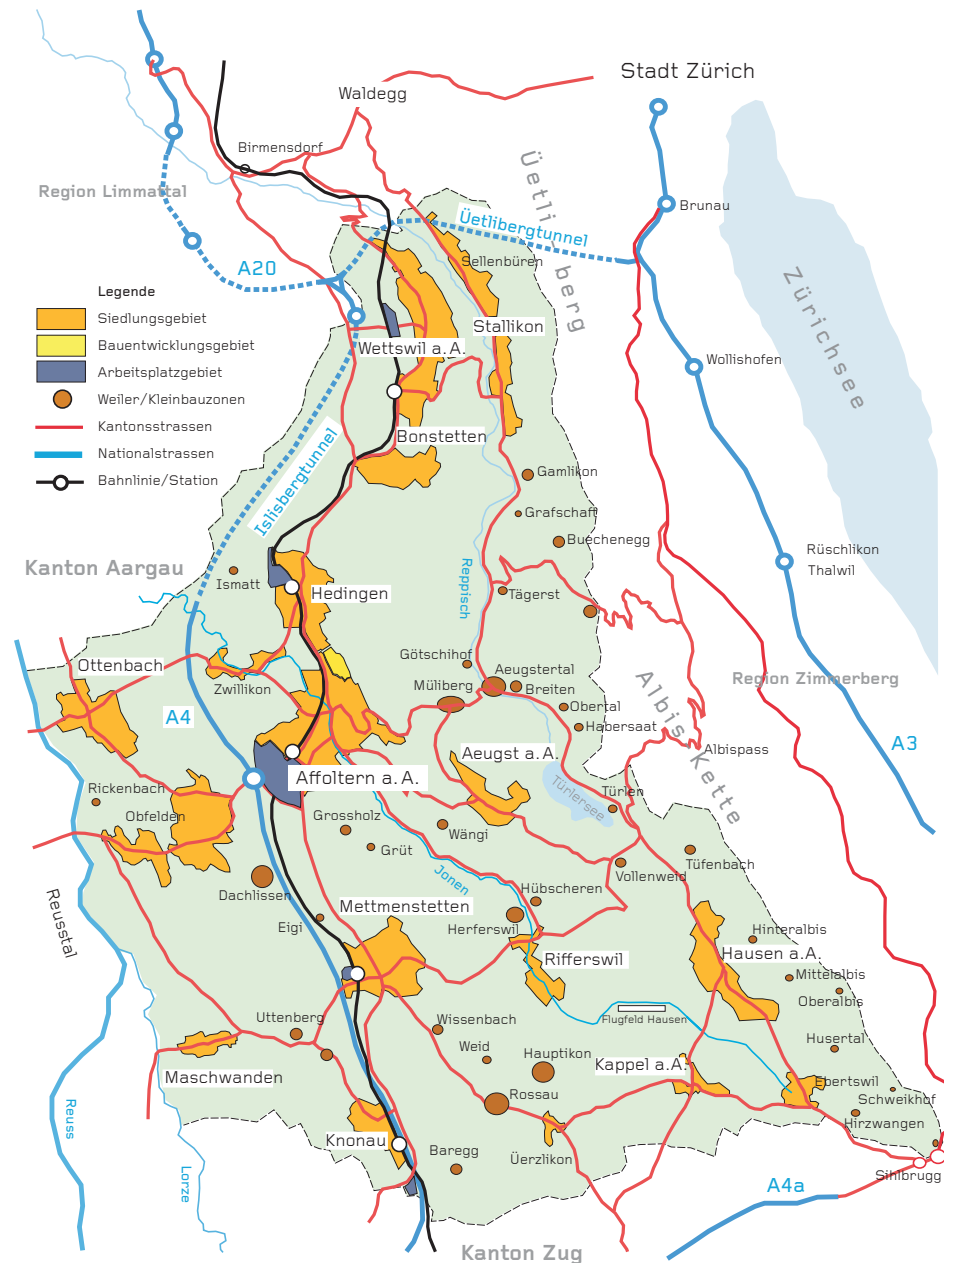 Stadt Zürich
Waldegg
Birmensdorf
Region Limmattal
Üetliberg
Brunau
Üetlibergtunnel
A20
Sellenbüren
Zürichsee
Legende
Siedlungsgebiet
Bauentwicklungsgebiet
Arbeitsplatzgebiet
Weiler/Kleinbauzonen
Kantonsstrassen
Nationalstrassen
Bahnlinie/Station
Stallikon
Wettswil a.A.
Wollishofen
Bonstetten
Islisbergtunnel
Gamlikon
Grafschaft
Buechenegg
Rüschlikon
Thalwil
Kanton Aargau
Ismatt
Hedingen
Reppisch
Tägerst
Ottenbach
Götschihof
Aeugstertal
Zwillikon
Müliberg
Breiten
Region Zimmerberg
Obertal
Habersaat
Albis-Kette
A4
A3
Albispass
Aeugst a.A.
Affoltern a.A.
Türlersee
Türlen
Rickenbach
Obfelden
Grossholz
Wängi
Grüt
Jonen
Vollenweid
Tüfenbach
Dachlissen
Hübscheren
Mettmenstetten
Reusstal
Eigi
Herferswil
Hinteralbis
Rifferswil
Hausen a.A.
Mittelalbis
Oberalbis
Uttenberg
Wissenbach
Flugfeld Hausen
Weid
Husertal
Hauptikon
Kappel a.A.
Maschwanden
Ebertswil
Rossau
Schweikhof
Reuss
Hirzwangen
Knonau
Baregg
Üerzlikon
Lorze
Sihlbrugg
A4a
Kanton Zug